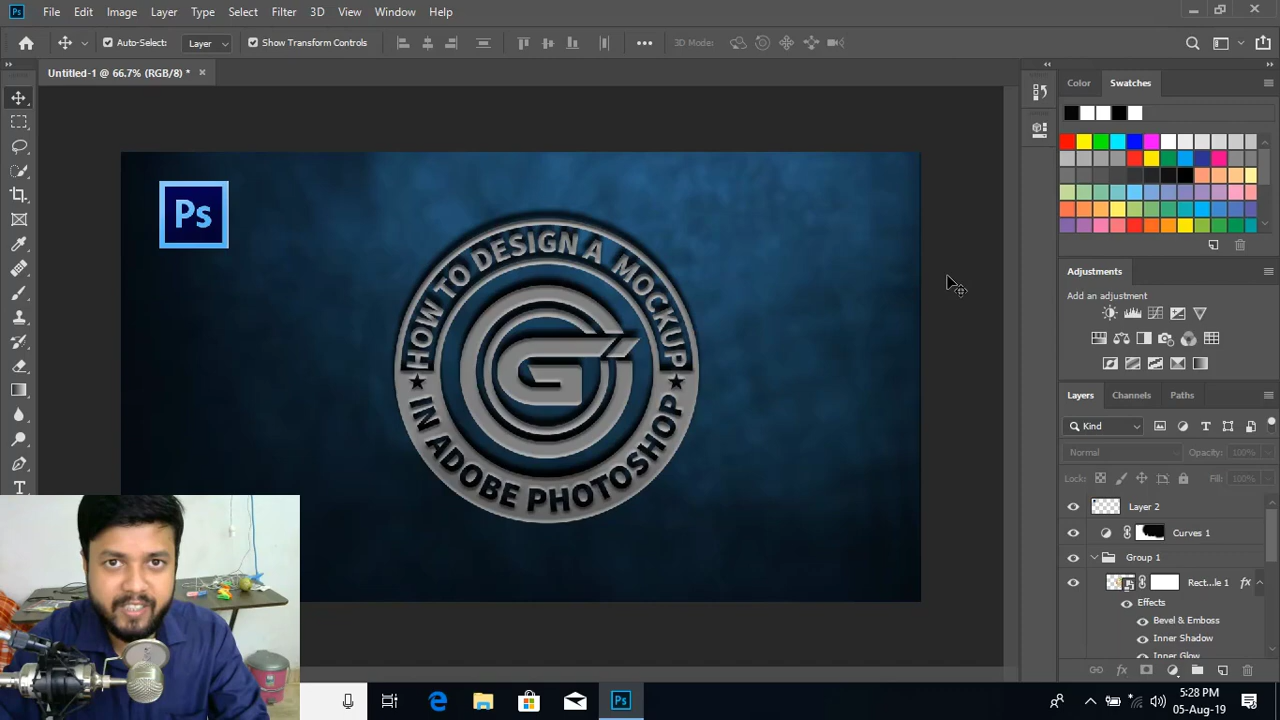 Ps File Edit Image Layer Type Select Filter 3D View Window Help
Auto-Select: Layer Show Transform Controls 3D Mode:
Untitled-1 @ 66.7% (RGB/8) * ×
Color Swatches
Ps
HOW TO DESIGN A MOCKUP
IN ADOBE PHOTOSHOP
G
Adjustments
Add an adjustment
Layers Channels Paths
Kind
Normal Opacity: 100%
Lock: Fill: 100%
Layer 2
Curves 1
Group 1
Rect...le 1 fx
Effects
Bevel & Emboss
Inner Shadow
Inner Glow
T
fx
Ps
5:28 PM
05-Aug-19